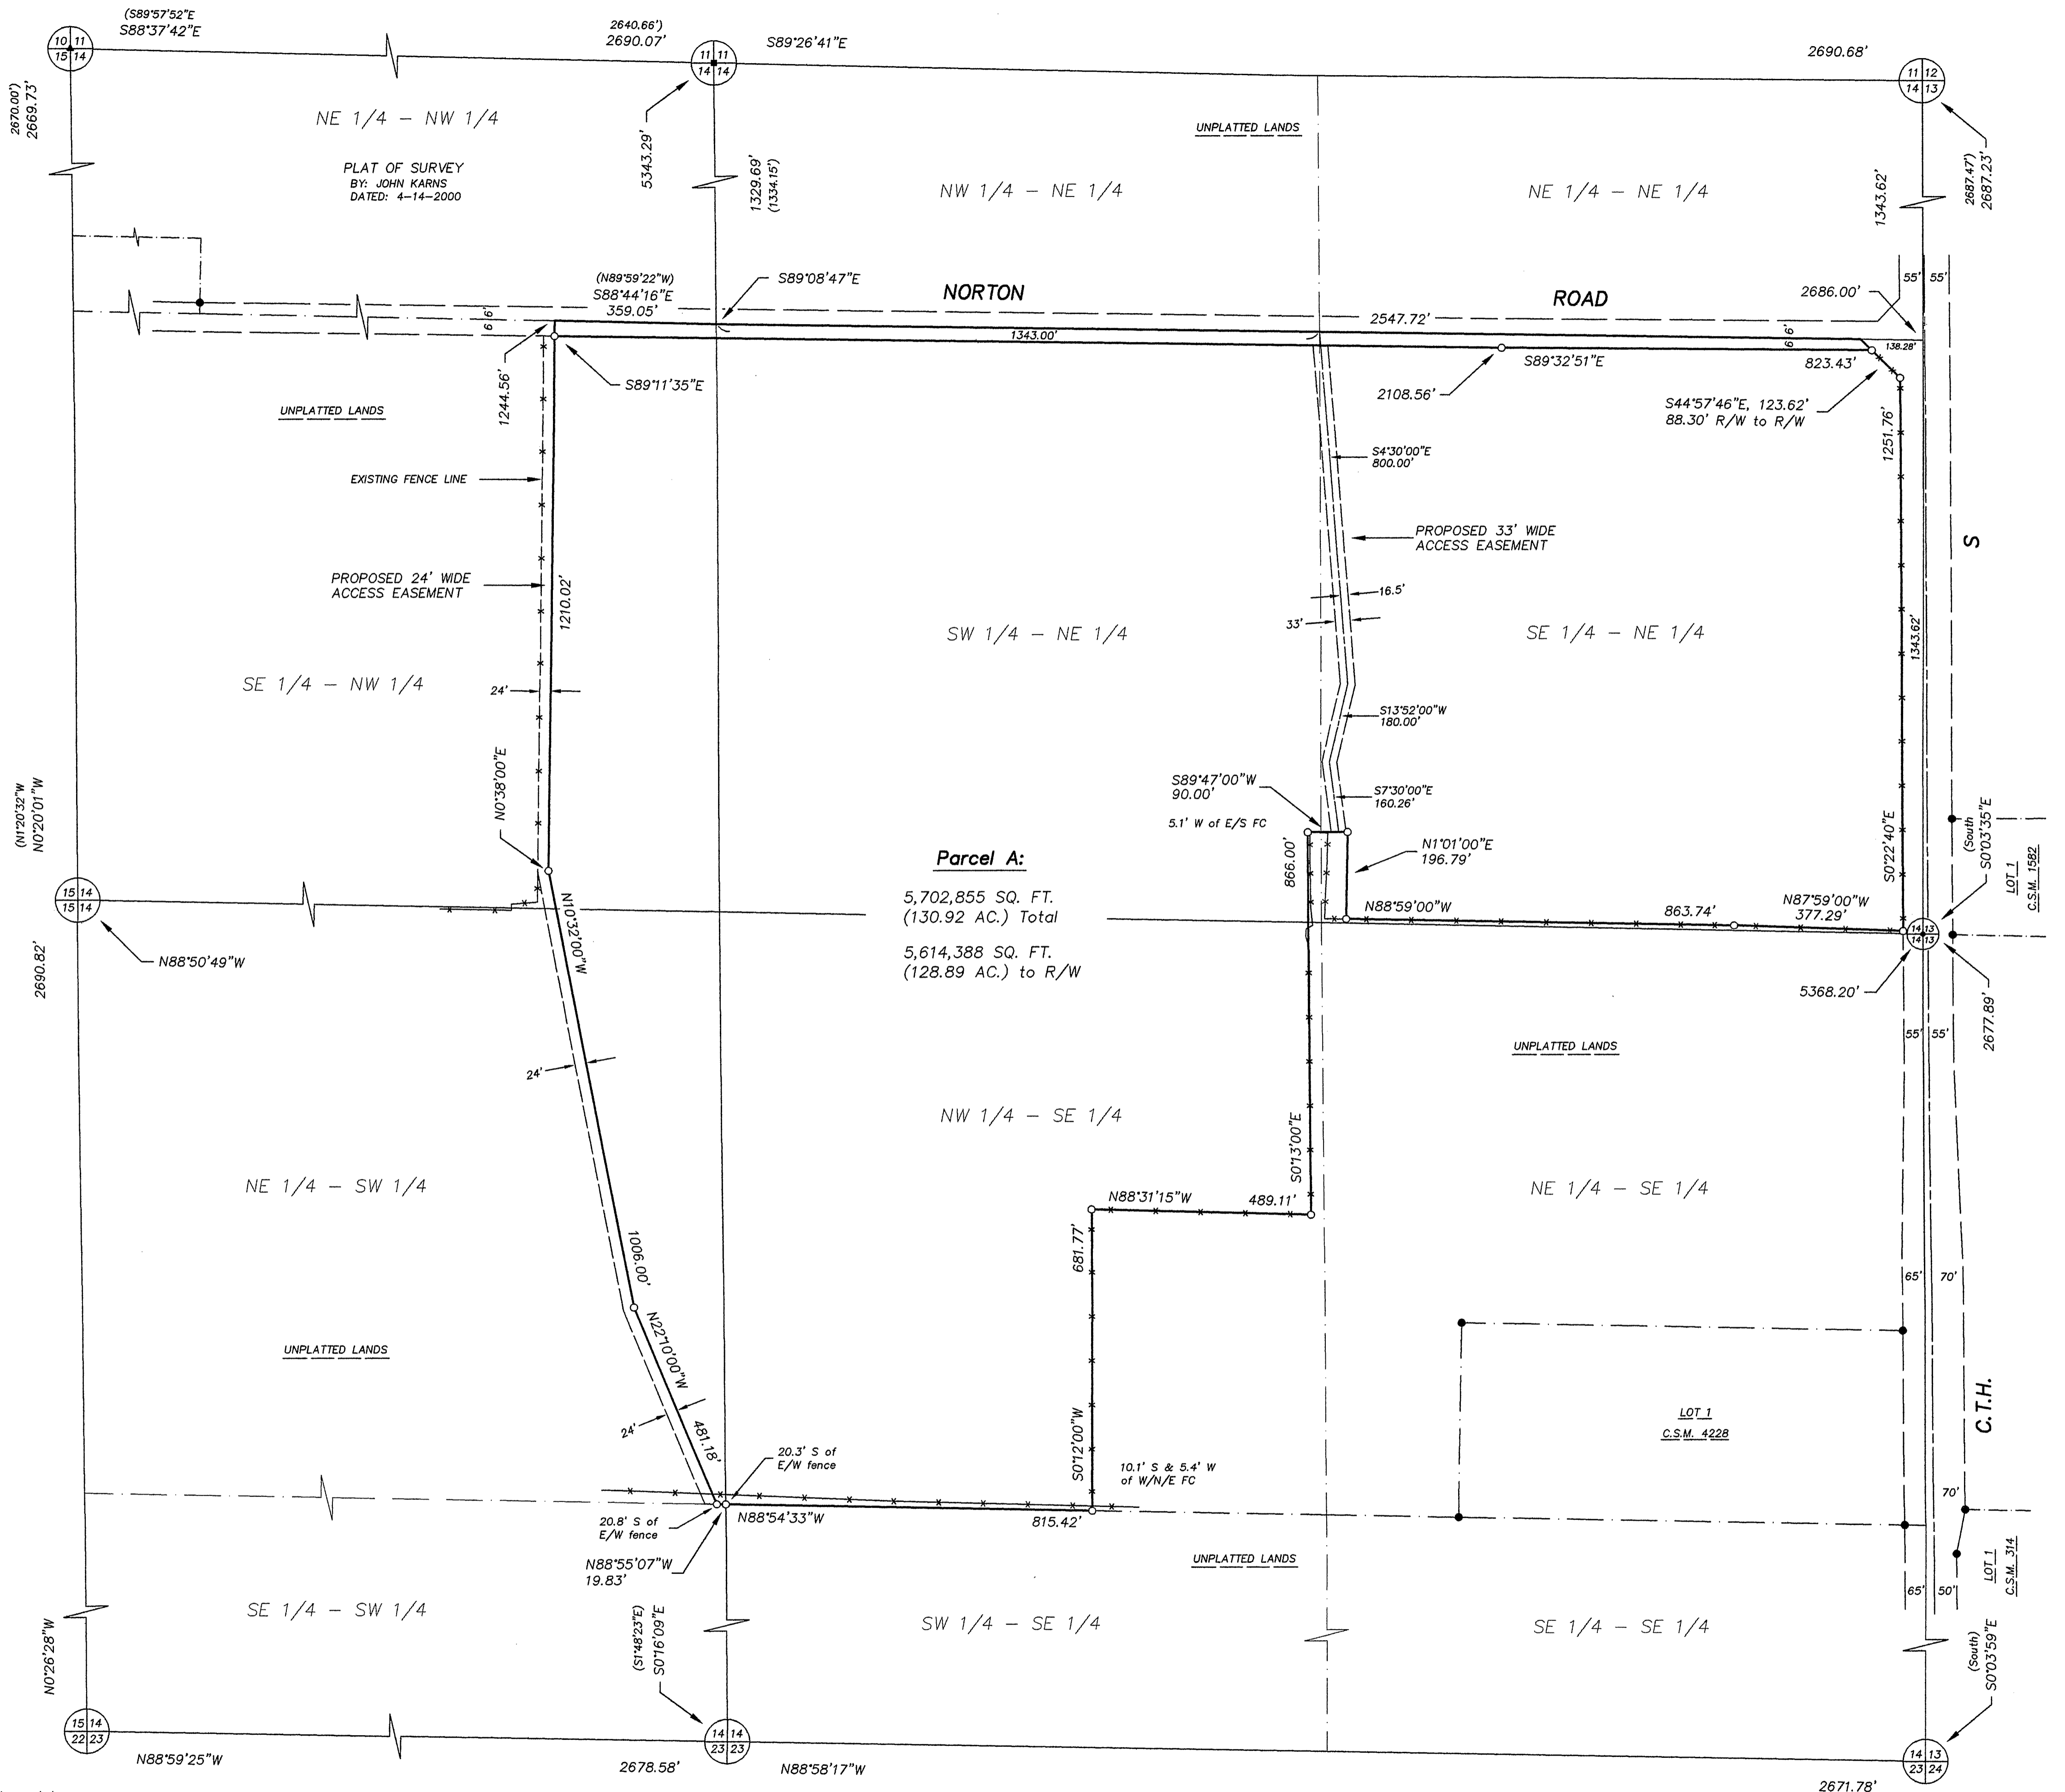 (S89°57'52"E
S88°37'42"E
2640.66')
2690.07'
S89°26'41"E
2690.68'
10 11
15 14
11 11
14 14
11 12
14 13
2670.00')
2669.73'
NE 1/4 - NW 1/4
PLAT OF SURVEY
BY: JOHN KARNS
DATED: 4-14-2000
5343.29'
1329.69'
(1334.15')
UNPLATTED LANDS
NW 1/4 - NE 1/4
NE 1/4 - NE 1/4
1343.62'
2687.47')
2687.23'
(N89°59'22"W)
S88°44'16"E
359.05'
S89°08'47"E
NORTON
ROAD
2686.00'
55'
55'
66'
1343.00'
2547.72'
66'
138.28'
1244.56'
S89°11'35"E
2108.56'
S89°32'51"E
823.43'
S44°57'46"E, 123.62'
88.30' R/W to R/W
UNPLATTED LANDS
1251.76'
EXISTING FENCE LINE
S4°30'00"E
800.00'
PROPOSED 33' WIDE
ACCESS EASEMENT
S
PROPOSED 24' WIDE
ACCESS EASEMENT
1210.02'
16.5'
33'
SW 1/4 - NE 1/4
SE 1/4 - NE 1/4
1343.62'
SE 1/4 - NW 1/4
24'
S13°52'00"W
180.00'
N0°38'00"E
S89°47'00"W
90.00'
S7°30'00"E
160.26'
5.1' W of E/S FC
(N1°20'32"W
N0°20'01"W
Parcel A:
866.00'
N1°01'00"E
196.79'
S0°22'40"E
(South
S0°03'35"E
LOT 1
C.S.M. 1582
15 14
15 14
5,702,855 SQ. FT.
(130.92 AC.) Total
N88°59'00"W
863.74'
N87°59'00"W
377.29'
14 13
14 13
N10°32'00"W
5,614,388 SQ. FT.
(128.89 AC.) to R/W
2690.82'
N88°50'49"W
5368.20'
2677.89'
55'
55'
UNPLATTED LANDS
24'
NW 1/4 - SE 1/4
S0°13'00"E
NE 1/4 - SW 1/4
NE 1/4 - SE 1/4
N88°31'15"W
489.11'
681.77'
1006.00'
65'
70'
N22°10'00"W
UNPLATTED LANDS
LOT 1
C.S.M. 4228
C.T.H.
24'
481.18'
S0°12'00"W
20.3' S of
E/W fence
10.1' S & 5.4' W
of W/N/E FC
70'
20.8' S of
E/W fence
N88°54'33"W
815.42'
N88°55'07"W
19.83'
UNPLATTED LANDS
LOT 1
C.S.M. 314
65'
50'
SE 1/4 - SW 1/4
SW 1/4 - SE 1/4
SE 1/4 - SE 1/4
N0°26'28"W
(S1°48'23"E)
S0°16'09"E
(South)
S0°03'59"E
15 14
22 23
14 14
23 23
14 13
23 24
N88°59'25"W
2678.58'
N88°58'17"W
2671.78'